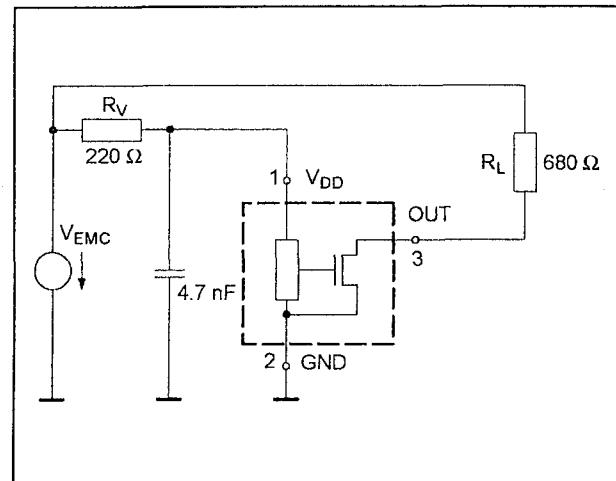 R_V
220 Ω
1 V_DD
R_L 680 Ω
OUT
3
V_EMC
4.7 nF
2 GND